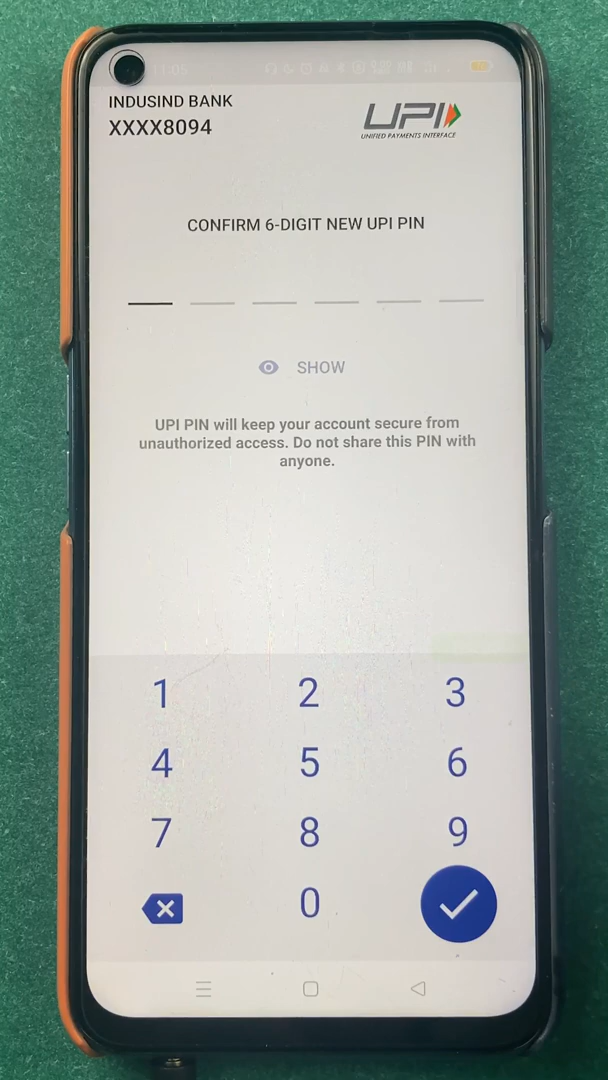 11:05
INDUSIND BANK
XXXX8094
UPI
UNIFIED PAYMENTS INTERFACE
CONFIRM 6-DIGIT NEW UPI PIN
SHOW
UPI PIN will keep your account secure from
unauthorized access. Do not share this PIN with
anyone.
1 2 3
4 5 6
7 8 9
0